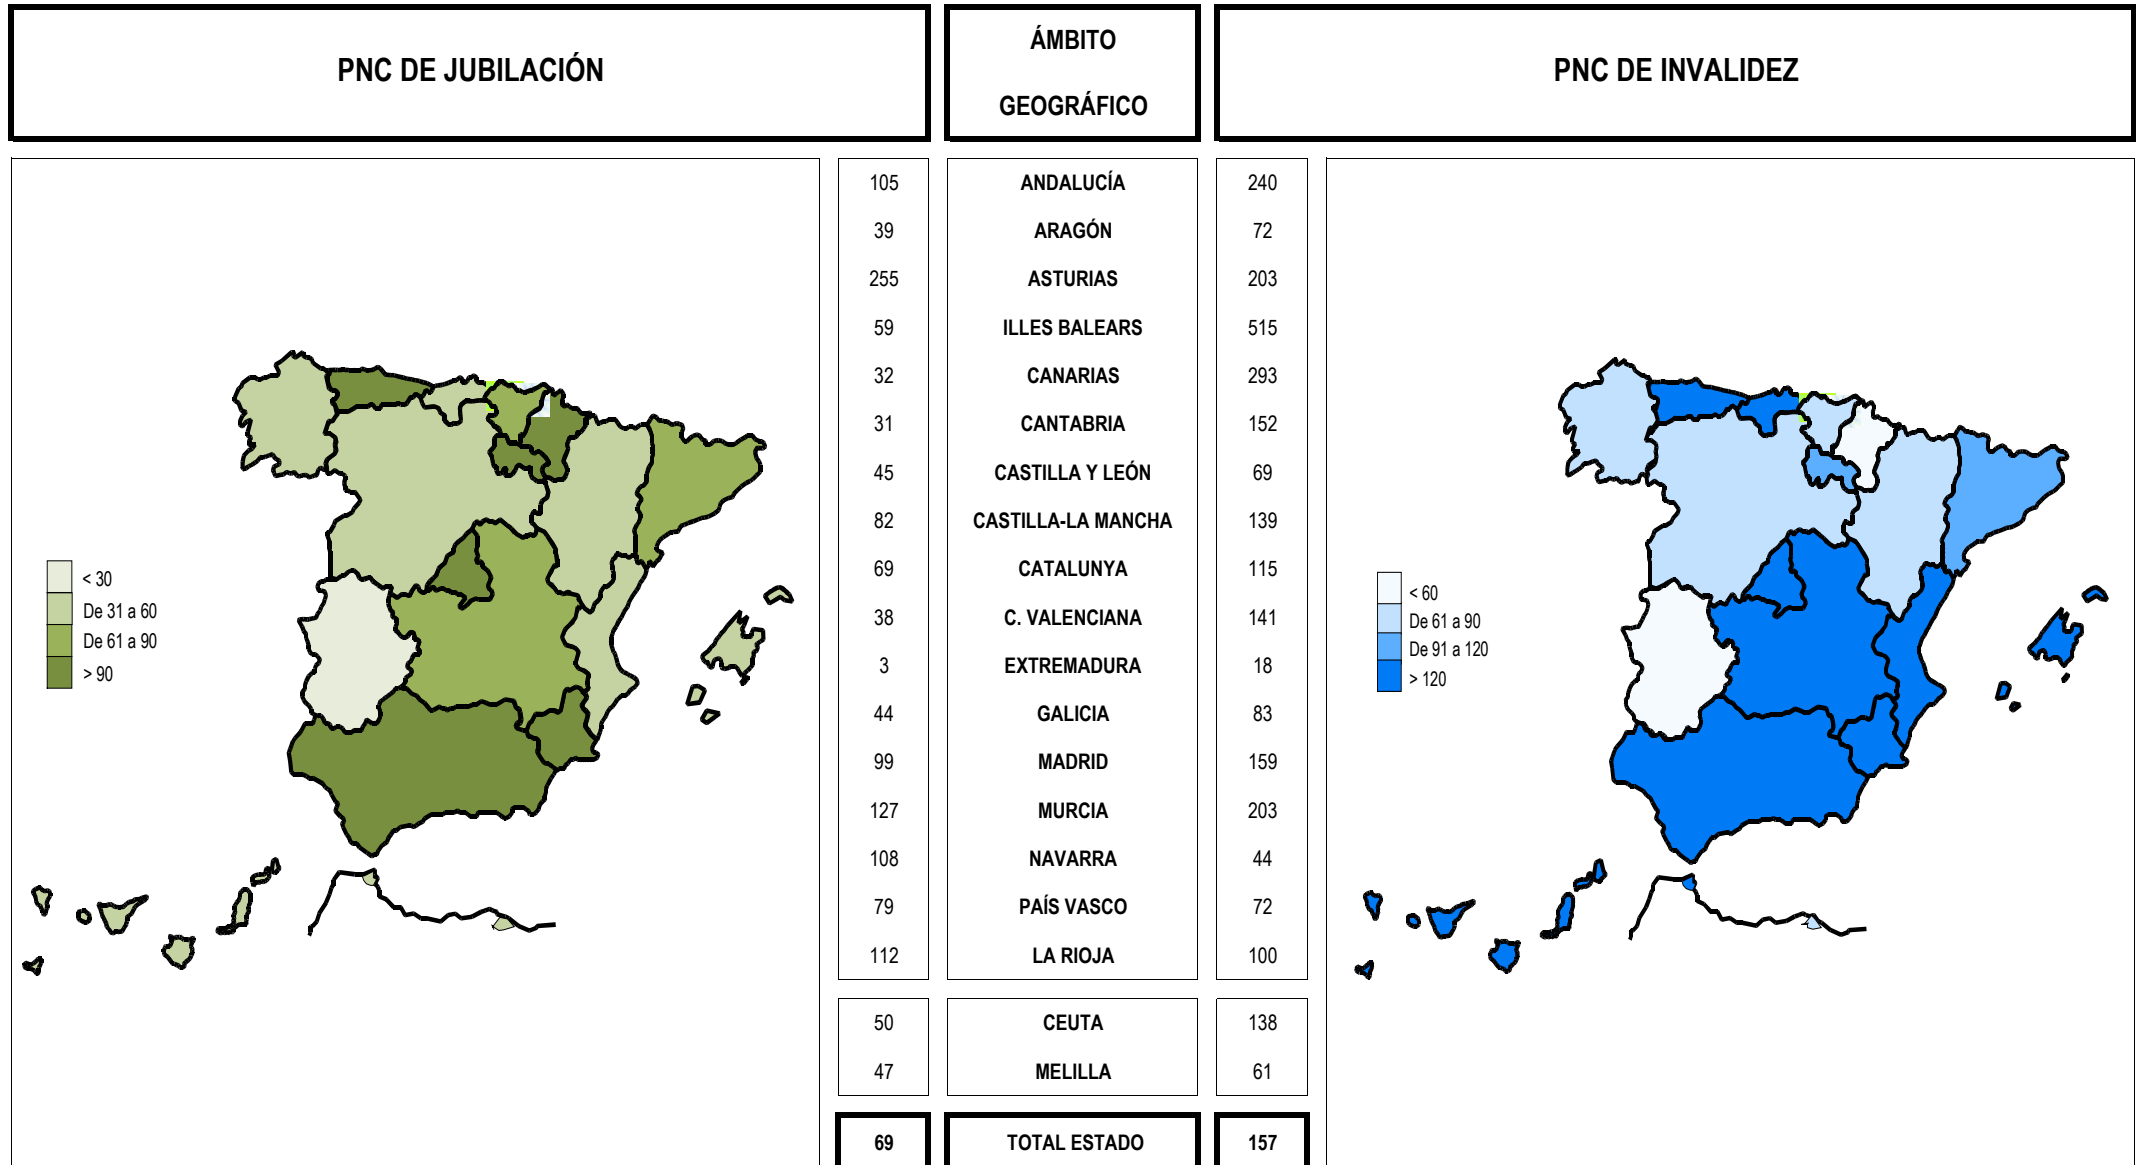 PNC DE JUBILACIÓN
ÁMBITO
GEOGRÁFICO
PNC DE INVALIDEZ
105 ANDALUCÍA 240
39 ARAGÓN 72
255 ASTURIAS 203
59 ILLES BALEARS 515
32 CANARIAS 293
31 CANTABRIA 152
45 CASTILLA Y LEÓN 69
82 CASTILLA-LA MANCHA 139
69 CATALUNYA 115
38 C. VALENCIANA 141
3 EXTREMADURA 18
44 GALICIA 83
99 MADRID 159
127 MURCIA 203
108 NAVARRA 44
79 PAÍS VASCO 72
112 LA RIOJA 100
50 CEUTA 138
47 MELILLA 61
69 TOTAL ESTADO 157
< 30
De 31 a 60
De 61 a 90
> 90
< 60
De 61 a 90
De 91 a 120
> 120